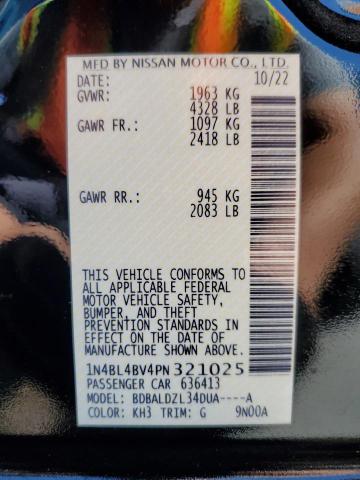 MFD BY NISSAN MOTOR CO., LTD.
DATE: 10/22
GVWR: 1963 KG
4328 LB
GAWR FR.: 1097 KG
2418 LB
GAWR RR.: 945 KG
2083 LB
THIS VEHICLE CONFORMS TO
ALL APPLICABLE FEDERAL
MOTOR VEHICLE SAFETY,
BUMPER, AND THEFT
PREVENTION STANDARDS IN
EFFECT ON THE DATE OF
MANUFACTURE SHOWN ABOVE.
1N4BL4BV4PN321025
PASSENGER CAR 636413
MODEL: BDBALDZL34DUA----A
COLOR: KH3 TRIM: G 9N00A